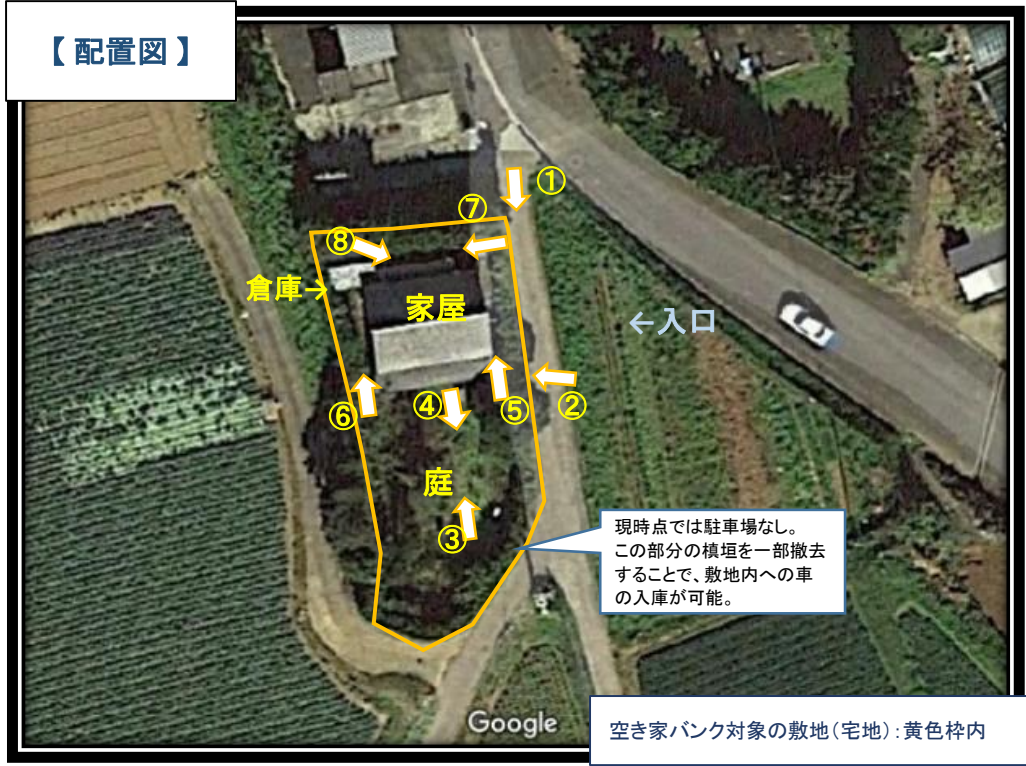 【 配置図 】
①
⑦
⑧
倉庫→
家屋
←入口
⑥
④
⑤
②
庭
③
現時点では駐車場なし。
この部分の槙垣を一部撤去
することで、敷地内への車
の入庫が可能。
Google
空き家バンク対象の敷地（宅地）：黄色枠内